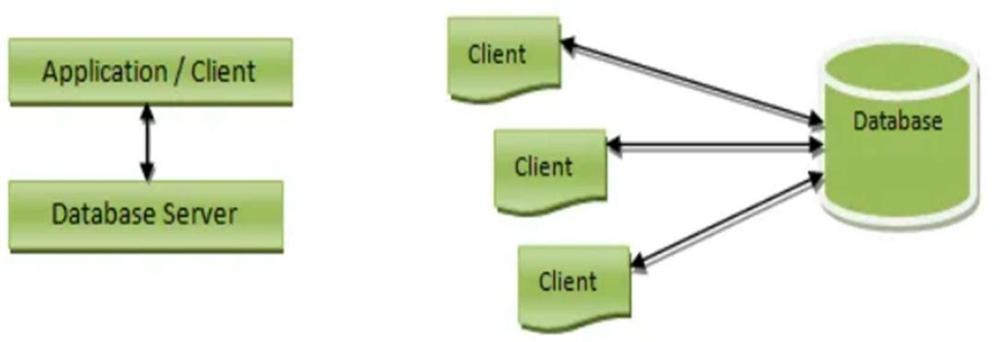 Application / Client
Database Server
Client
Client
Client
Database